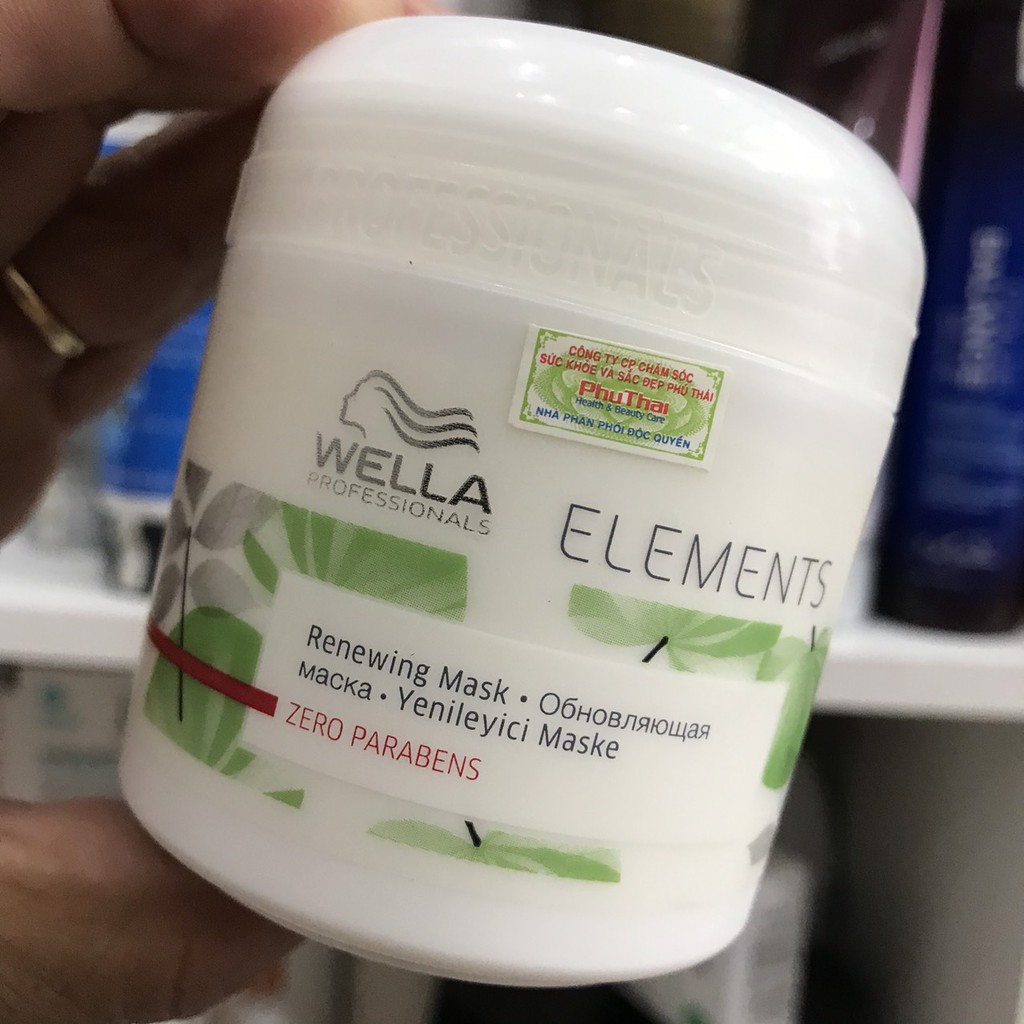 PROFESSIONALS
CÔNG TY CP CHĂM SÓC
SỨC KHỎE VÀ SẮC ĐẸP PHÚ THÁI
PhuThai
Health & Beauty Care
NHÀ PHÂN PHỐI ĐỘC QUYỀN
WELLA
PROFESSIONALS
ELEMENTS
Renewing Mask • Обновляющая
маска • Yenileyici Maske
ZERO PARABENS